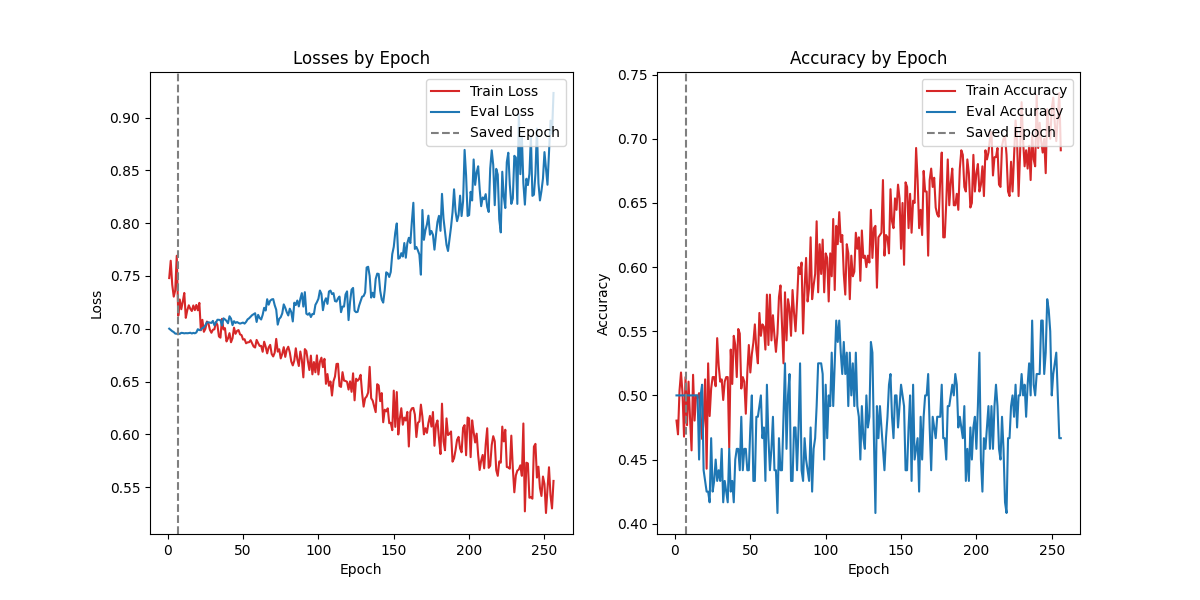 Losses by Epoch
Train Loss
Eval Loss
Saved Epoch
0.90
0.85
0.80
0.75
0.70
0.65
0.60
0.55
Loss
0 50 100 150 200 250
Epoch
Accuracy by Epoch
Train Accuracy
Eval Accuracy
Saved Epoch
0.75
0.70
0.65
0.60
0.55
0.50
0.45
0.40
Accuracy
0 50 100 150 200 250
Epoch